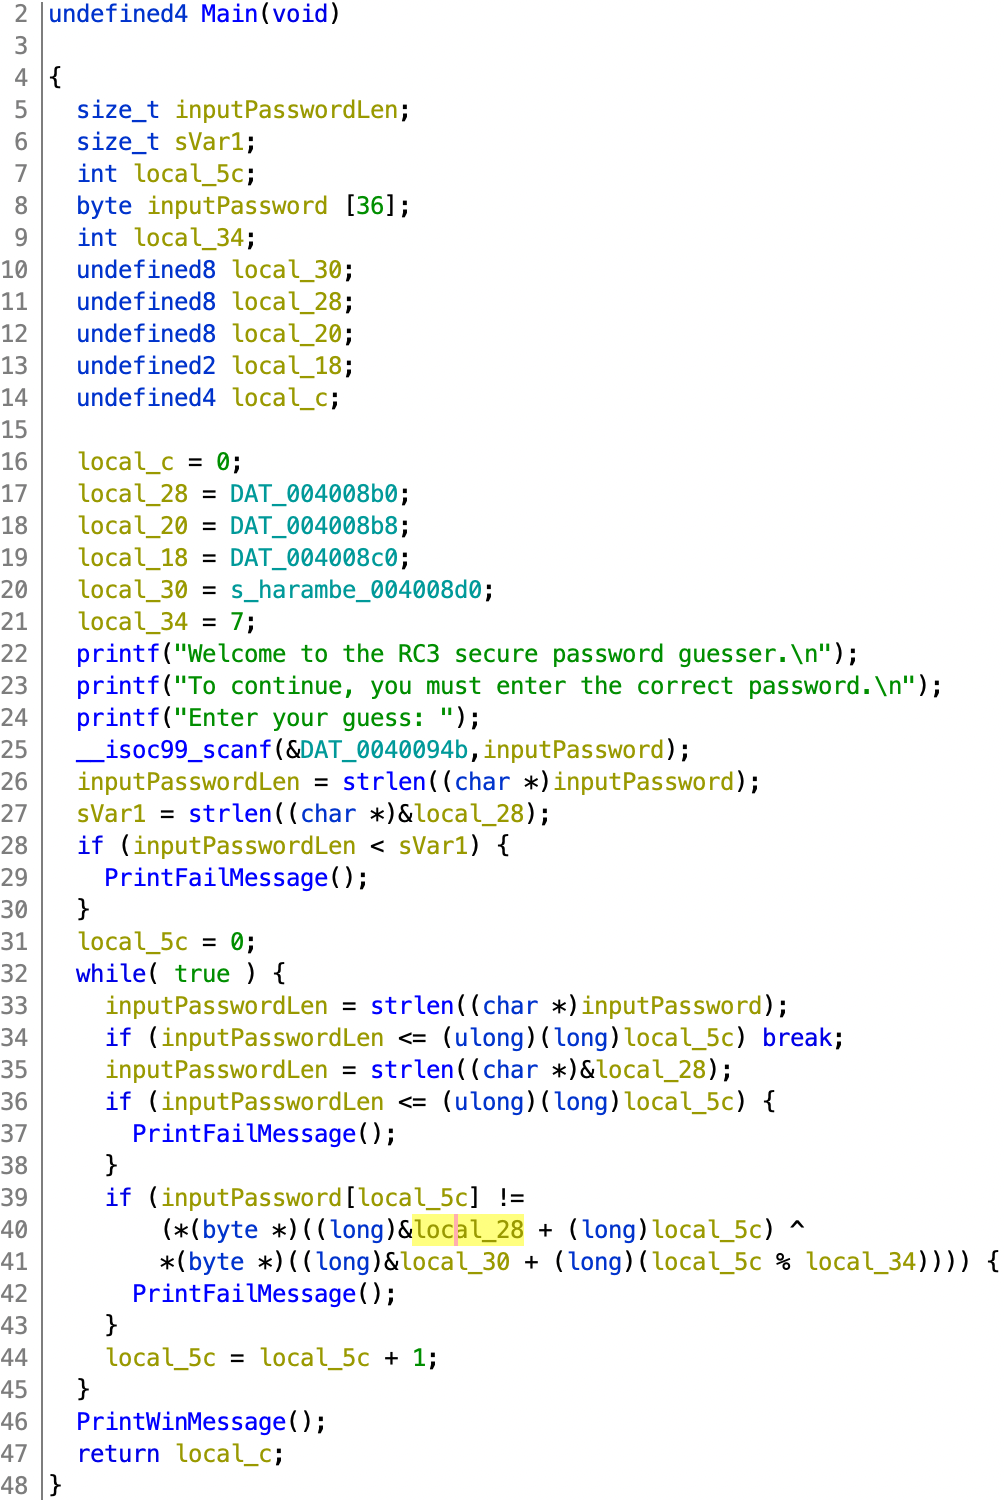 2 undefined4 Main(void)
3
4 {
5   size_t inputPasswordLen;
6   size_t sVar1;
7   int local_5c;
8   byte inputPassword [36];
9   int local_34;
10   undefined8 local_30;
11   undefined8 local_28;
12   undefined8 local_20;
13   undefined2 local_18;
14   undefined4 local_c;
15
16   local_c = 0;
17   local_28 = DAT_004008b0;
18   local_20 = DAT_004008b8;
19   local_18 = DAT_004008c0;
20   local_30 = s_harambe_004008d0;
21   local_34 = 7;
22   printf("Welcome to the RC3 secure password guesser.\n");
23   printf("To continue, you must enter the correct password.\n");
24   printf("Enter your guess: ");
25   __isoc99_scanf(&DAT_0040094b,inputPassword);
26   inputPasswordLen = strlen((char *)inputPassword);
27   sVar1 = strlen((char *)&local_28);
28   if (inputPasswordLen < sVar1) {
29     PrintFailMessage();
30   }
31   local_5c = 0;
32   while( true ) {
33     inputPasswordLen = strlen((char *)inputPassword);
34     if (inputPasswordLen <= (ulong)(long)local_5c) break;
35     inputPasswordLen = strlen((char *)&local_28);
36     if (inputPasswordLen <= (ulong)(long)local_5c) {
37       PrintFailMessage();
38     }
39     if (inputPassword[local_5c] !=
40         (*(byte *)((long)&local_28 + (long)local_5c) ^
41         *(byte *)((long)&local_30 + (long)(local_5c % local_34)))) {
42       PrintFailMessage();
43     }
44     local_5c = local_5c + 1;
45   }
46   PrintWinMessage();
47   return local_c;
48 }